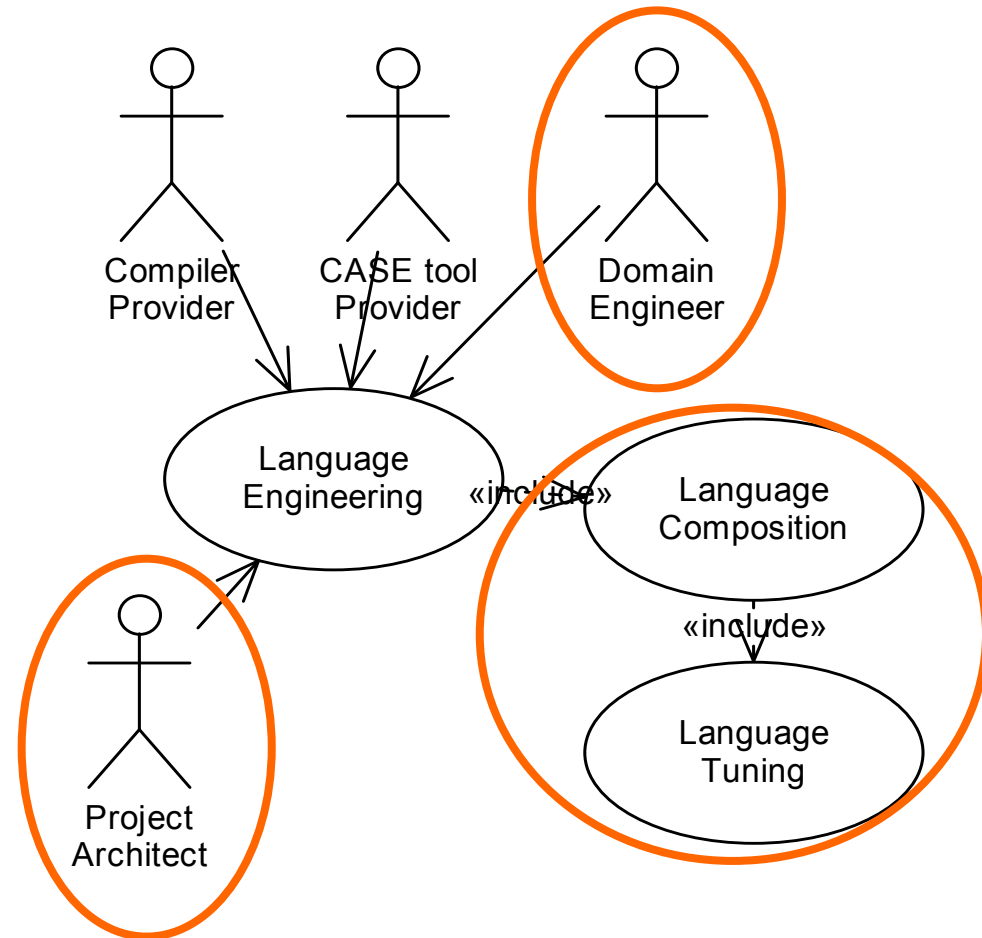 Compiler
Provider
CASE tool
Provider
Domain
Engineer
Language
Engineering
«include»
Language
Composition
«include»
Language
Tuning
Project
Architect